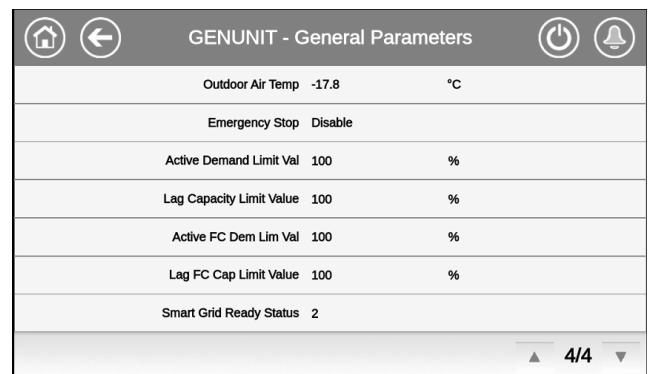 GENUNIT - General Parameters
Outdoor Air Temp -17.8 °C
Emergency Stop Disable
Active Demand Limit Val 100 %
Lag Capacity Limit Value 100 %
Active FC Dem Lim Val 100 %
Lag FC Cap Limit Value 100 %
Smart Grid Ready Status 2
4/4